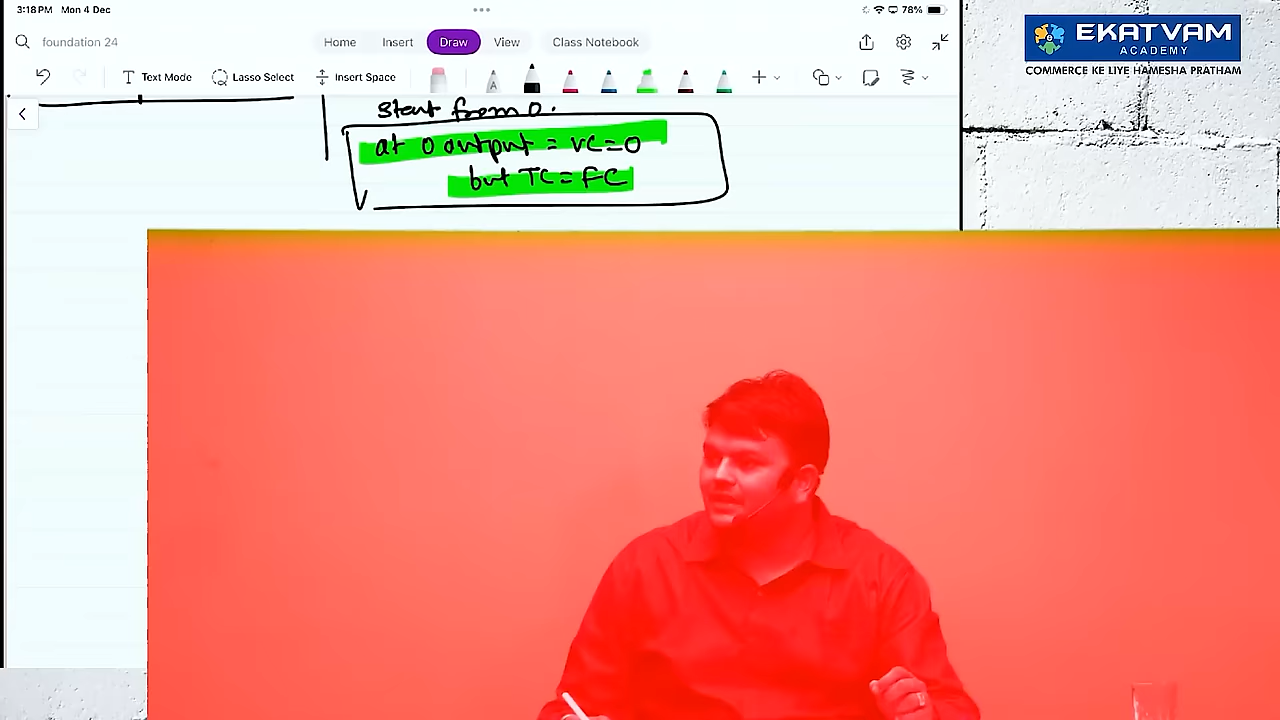 3:18 PM Mon 4 Dec
78%
foundation 24
Home Insert Draw View Class Notebook
Text Mode Lasso Select Insert Space
start from 0.
at 0 output = VC=0
but TC = FC
EKATVAM
ACADEMY
COMMERCE KE LIYE HAMESHA PRATHAM